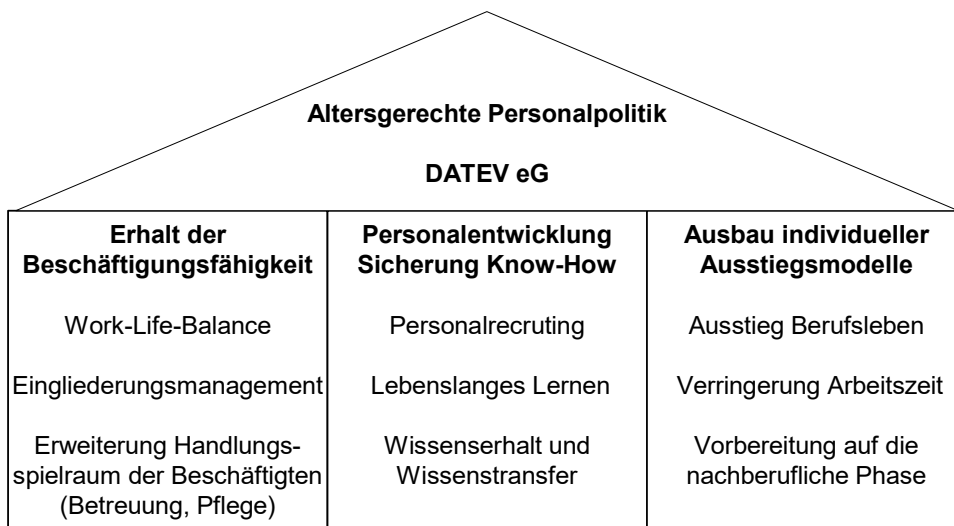 Altersgerechte Personalpolitik
DATEV eG
Erhalt der
Beschäftigungsfähigkeit
Work-Life-Balance
Eingliederungsmanagement
Erweiterung Handlungs-
spielraum der Beschäftigten
(Betreuung, Pflege)
Personalentwicklung
Sicherung Know-How
Personalrecruting
Lebenslanges Lernen
Wissenserhalt und
Wissenstransfer
Ausbau individueller
Ausstiegsmodelle
Ausstieg Berufsleben
Verringerung Arbeitszeit
Vorbereitung auf die
nachberufliche Phase